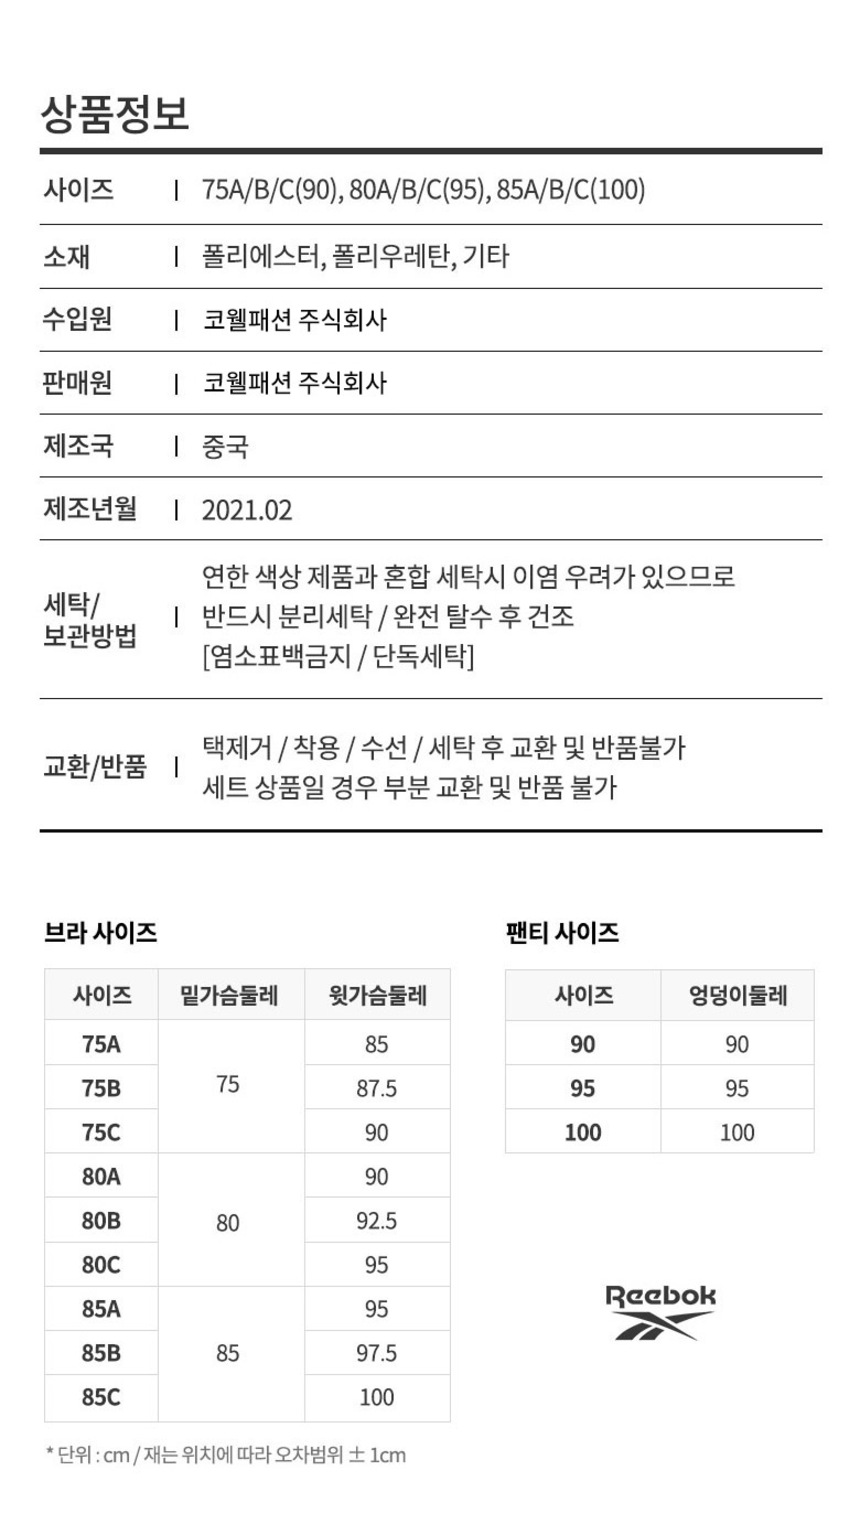 상품정보
사이즈 | 75A/B/C(90), 80A/B/C(95), 85A/B/C(100)
소재 | 폴리에스터, 폴리우레탄, 기타
수입원 | 코웰패션 주식회사
판매원 | 코웰패션 주식회사
제조국 | 중국
제조년월 | 2021.02
세탁/
보관방법 |
연한 색상 제품과 혼합 세탁시 이염 우려가 있으므로
반드시 분리세탁 / 완전 탈수 후 건조
[염소표백금지 / 단독세탁]
교환/반품 |
택제거 / 착용 / 수선 / 세탁 후 교환 및 반품불가
세트 상품일 경우 부분 교환 및 반품 불가
브라 사이즈
사이즈 밑가슴둘레 윗가슴둘레
75A 75 85
75B 87.5
75C 90
80A 80 90
80B 92.5
80C 95
85A 85 95
85B 97.5
85C 100
* 단위 : cm / 재는 위치에 따라 오차범위 ± 1cm
팬티 사이즈
사이즈 엉덩이둘레
90 90
95 95
100 100
Reebok